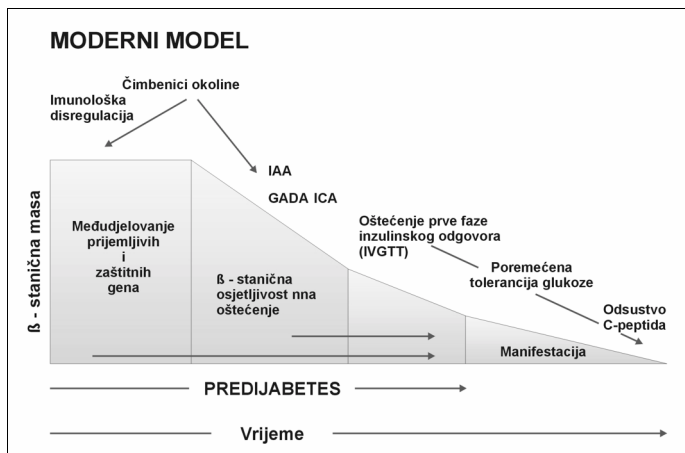 MODERNI MODEL
Čimbenici okoline
Imunološka
disregulacija
IAA
GADA ICA
Oštećenje prve faze
inzulinskog odgovora
(IVGTT)
Poremećena
tolerancija glukoze
Odsustvo
C-peptida
ß - stanična masa
Međudjelovanje
prijemljivih
i
zaštitnih
gena
ß - stanična
osjetljivost nna
oštećenje
Manifestacija
PREDIJABETES
Vrijeme